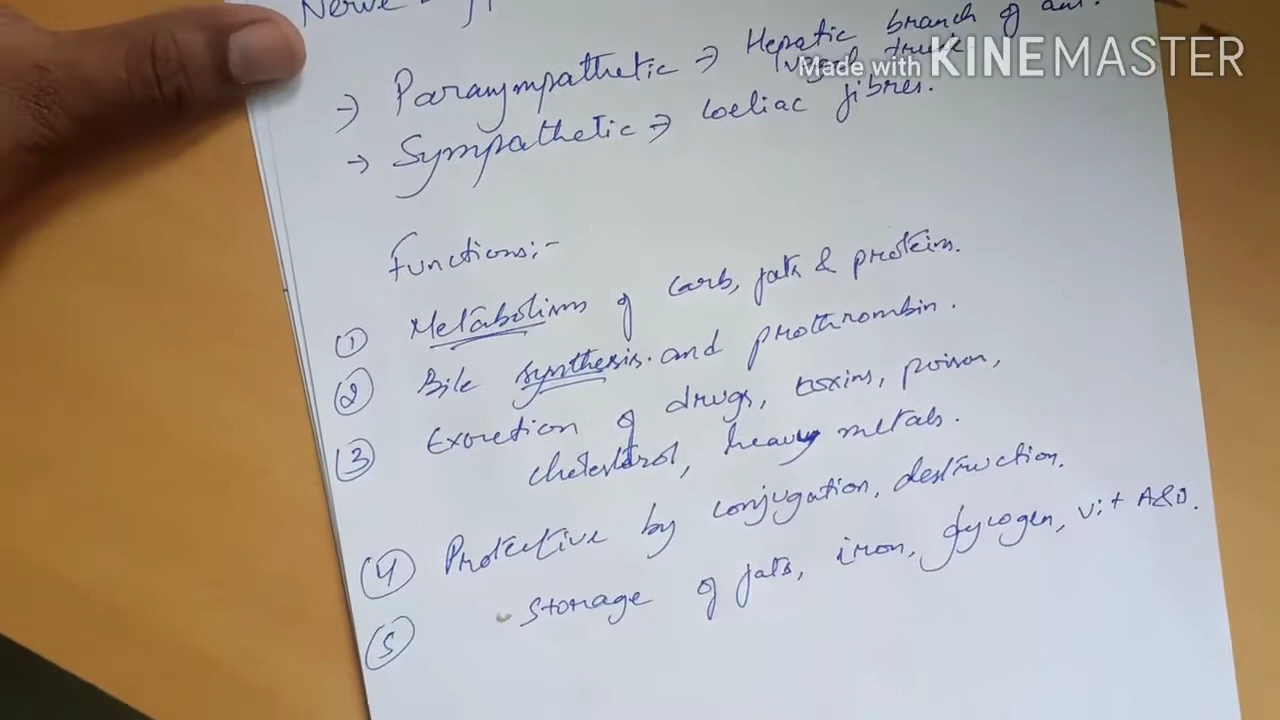 Nerve
→ Parasympathetic → Hepatic branch of ant.
vagal trunk
→ Sympathetic → Coeliac fibres.
Functions:-
① Metabolism of carb, fats & proteins.
② Bile synthesis and prothrombin.
③ Excretion of drugs, toxins, poison,
cholesterol, heavy metals.
④ Protective by conjugation, destruction.
⑤ Storage of fats, iron, glycogen, vit A&D.
Made with KINEMASTER